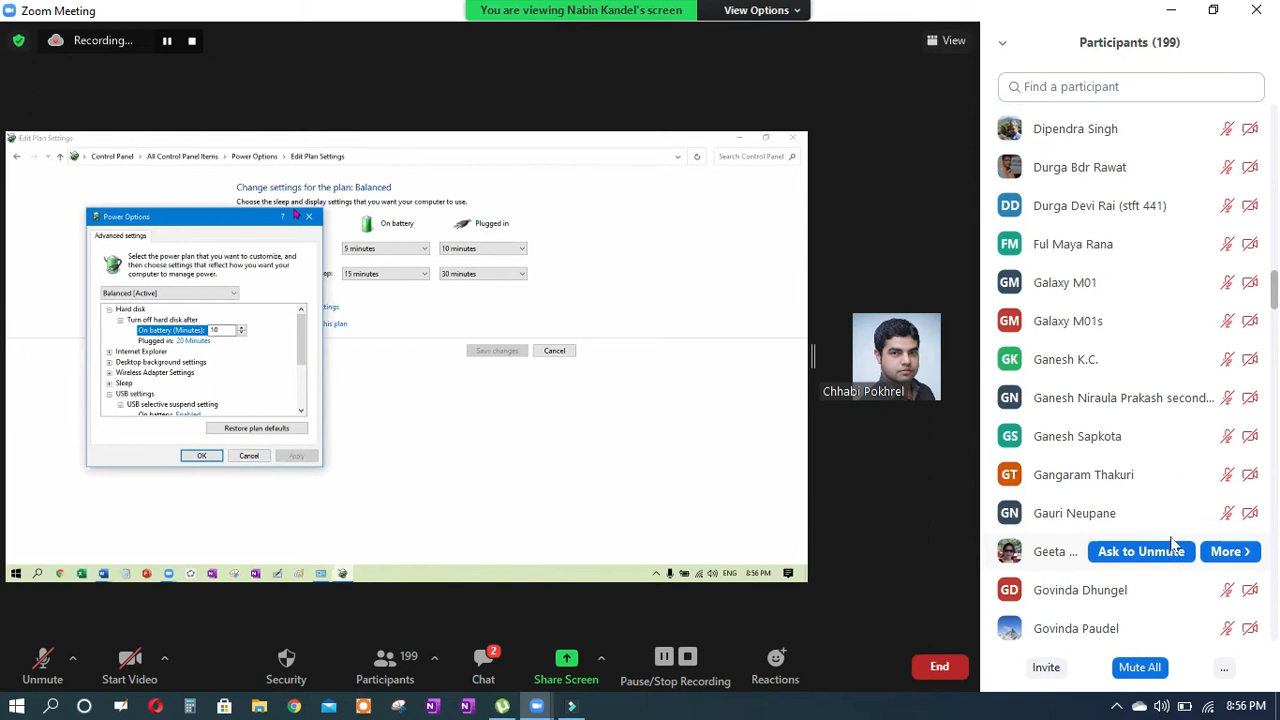 Zoom Meeting
You are viewing Nabin Kandel's screen
View Options
Recording...
View
Edit Plan Settings
Control Panel
All Control Panel Items
Power Options
Edit Plan Settings
Search Control Panel
Change settings for the plan: Balanced
Choose the sleep and display settings that you want your computer to use.
On battery
Plugged in
5 minutes
10 minutes
15 minutes
30 minutes
Save changes
Cancel
Power Options
?
Advanced settings
Select the power plan that you want to customize, and
then choose settings that reflect how you want your
computer to manage power.
Balanced [Active]
Hard disk
Turn off hard disk after
On battery (Minutes): 10
Plugged in: 20 Minutes
Internet Explorer
Desktop background settings
Wireless Adapter Settings
Sleep
USB settings
USB selective suspend setting
On battery: Enabled
Restore plan defaults
OK
Cancel
Apply
ENG
8:56 PM
Chhabi Pokhrel
Participants (199)
Find a participant
Dipendra Singh
Durga Bdr Rawat
DD Durga Devi Rai (stft 441)
FM Ful Maya Rana
GM Galaxy M01
GM Galaxy M01s
GK Ganesh K.C.
GN Ganesh Niraula Prakash second...
GS Ganesh Sapkota
GT Gangaram Thakuri
GN Gauri Neupane
Geeta ... Ask to Unmute More
GD Govinda Dhungel
Govinda Paudel
Invite
Mute All
...
Unmute
Start Video
Security
199
Participants
2
Chat
Share Screen
Pause/Stop Recording
Reactions
End
ENG
8:56 PM